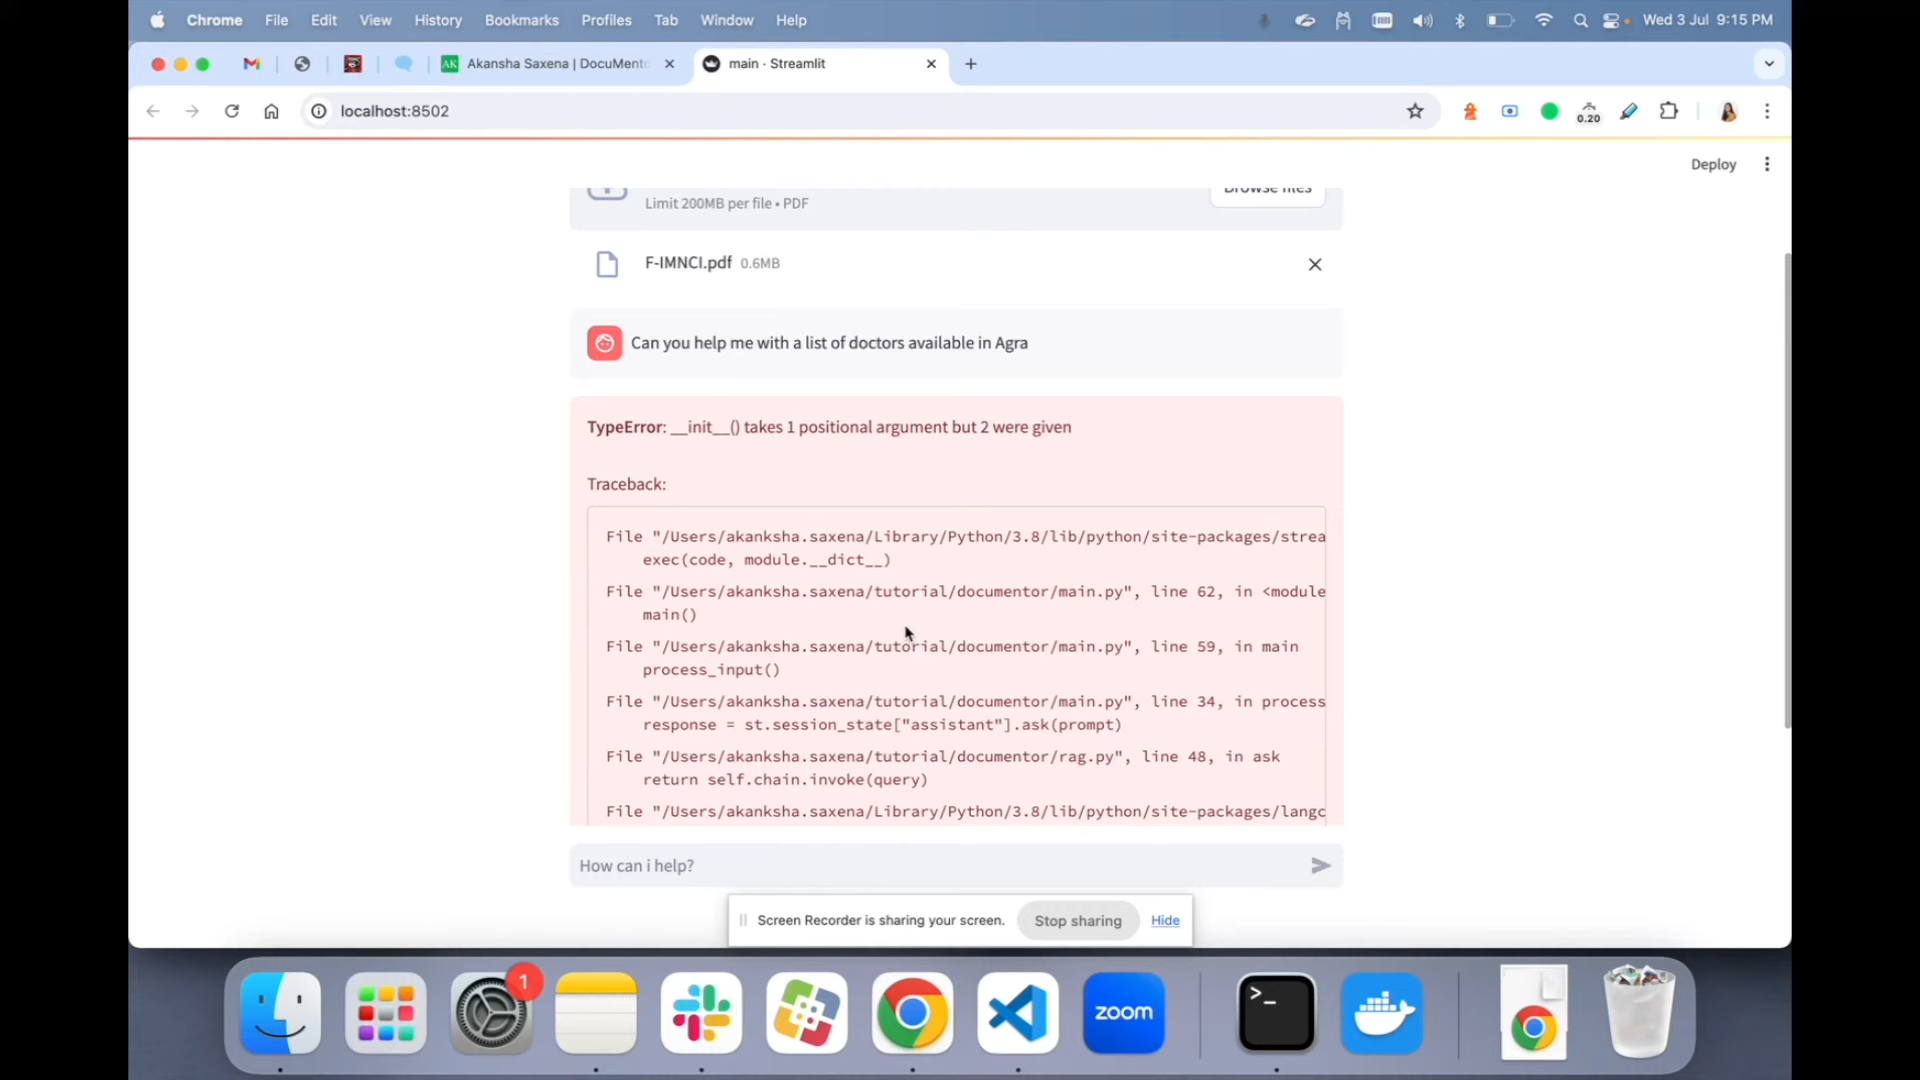 Chrome File Edit View History Bookmarks Profiles Tab Window Help Wed 3 Jul 9:15 PM
AK Akansha Saxena | DocuMento main · Streamlit
localhost:8502 0.20
Deploy
Browse files
Limit 200MB per file • PDF
F-IMNCI.pdf 0.6MB
Can you help me with a list of doctors available in Agra
TypeError: __init__() takes 1 positional argument but 2 were given
Traceback:
File "/Users/akanksha.saxena/Library/Python/3.8/lib/python/site-packages/strea
exec(code, module.__dict__)
File "/Users/akanksha.saxena/tutorial/documentor/main.py", line 62, in <module
main()
File "/Users/akanksha.saxena/tutorial/documentor/main.py", line 59, in main
process_input()
File "/Users/akanksha.saxena/tutorial/documentor/main.py", line 34, in process
response = st.session_state["assistant"].ask(prompt)
File "/Users/akanksha.saxena/tutorial/documentor/rag.py", line 48, in ask
return self.chain.invoke(query)
File "/Users/akanksha.saxena/Library/Python/3.8/lib/python/site-packages/langc
How can i help?
Screen Recorder is sharing your screen. Stop sharing Hide
1
zoom
>_